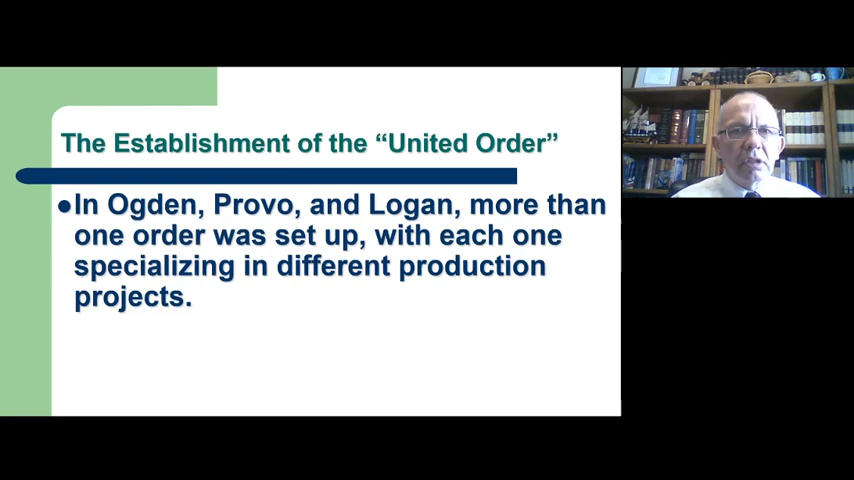 The Establishment of the “United Order”
●In Ogden, Provo, and Logan, more than
one order was set up, with each one
specializing in different production
projects.